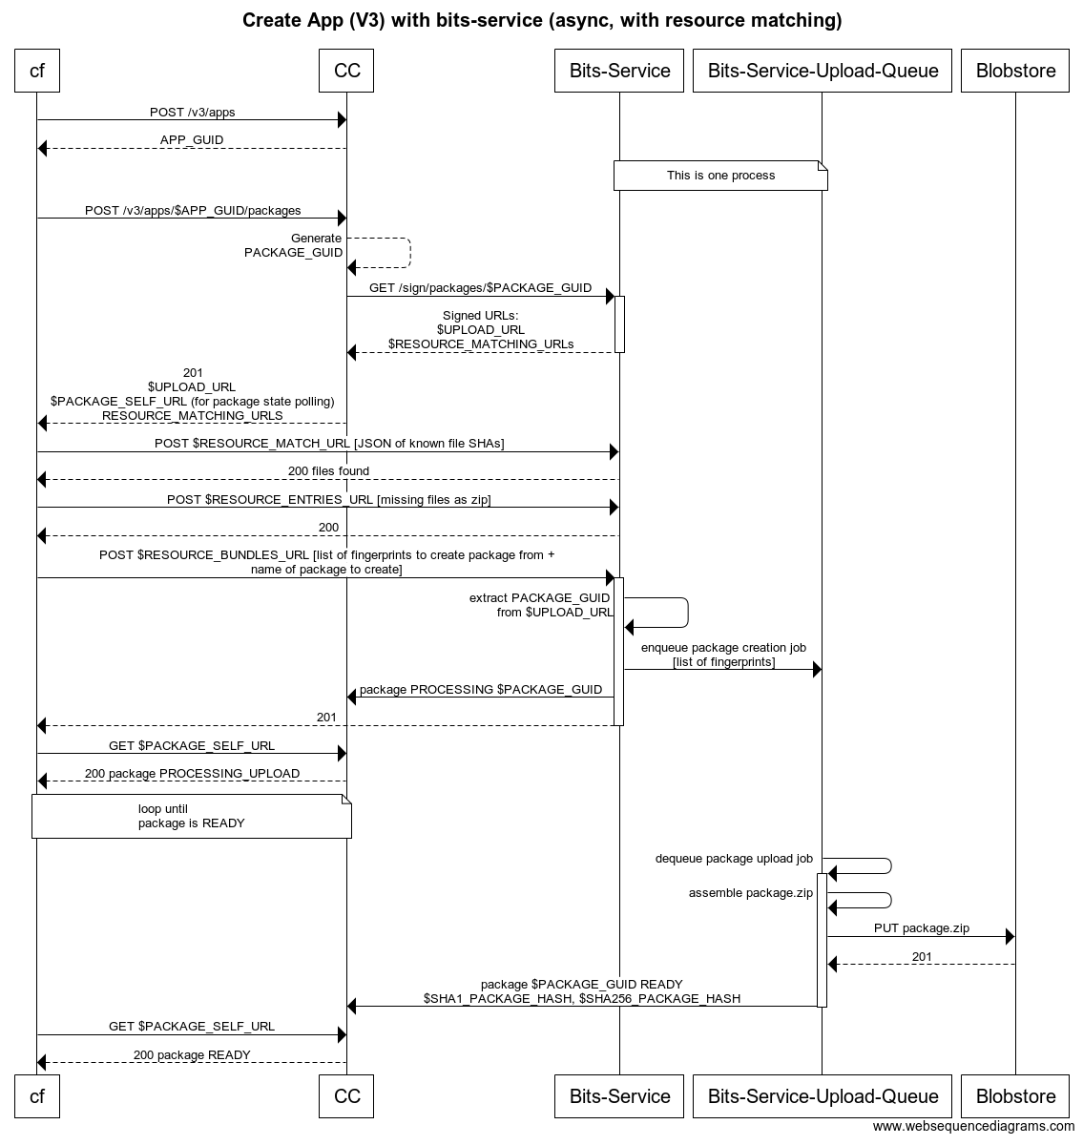 Create App (V3) with bits-service (async, with resource matching)
cf
CC
Bits-Service
Bits-Service-Upload-Queue
Blobstore
POST /v3/apps
APP_GUID
This is one process
POST /v3/apps/$APP_GUID/packages
Generate
PACKAGE_GUID
GET /sign/packages/$PACKAGE_GUID
Signed URLs:
$UPLOAD_URL
$RESOURCE_MATCHING_URLs
201
$UPLOAD_URL
$PACKAGE_SELF_URL (for package state polling)
RESOURCE_MATCHING_URLS
POST $RESOURCE_MATCH_URL [JSON of known file SHAs]
200 files found
POST $RESOURCE_ENTRIES_URL [missing files as zip]
200
POST $RESOURCE_BUNDLES_URL [list of fingerprints to create package from +
name of package to create]
extract PACKAGE_GUID
from $UPLOAD_URL
enqueue package creation job
[list of fingerprints]
package PROCESSING $PACKAGE_GUID
201
GET $PACKAGE_SELF_URL
200 package PROCESSING_UPLOAD
loop until
package is READY
dequeue package upload job
assemble package.zip
PUT package.zip
201
package $PACKAGE_GUID READY
$SHA1_PACKAGE_HASH, $SHA256_PACKAGE_HASH
GET $PACKAGE_SELF_URL
200 package READY
cf
CC
Bits-Service
Bits-Service-Upload-Queue
Blobstore
www.websequencediagrams.com